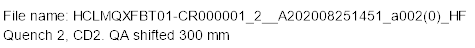 File name: HCLMQXFBT01-CR000001_2__A202008251451_a002(0)_HF
Quench 2, CD2. QA shifted 300 mm